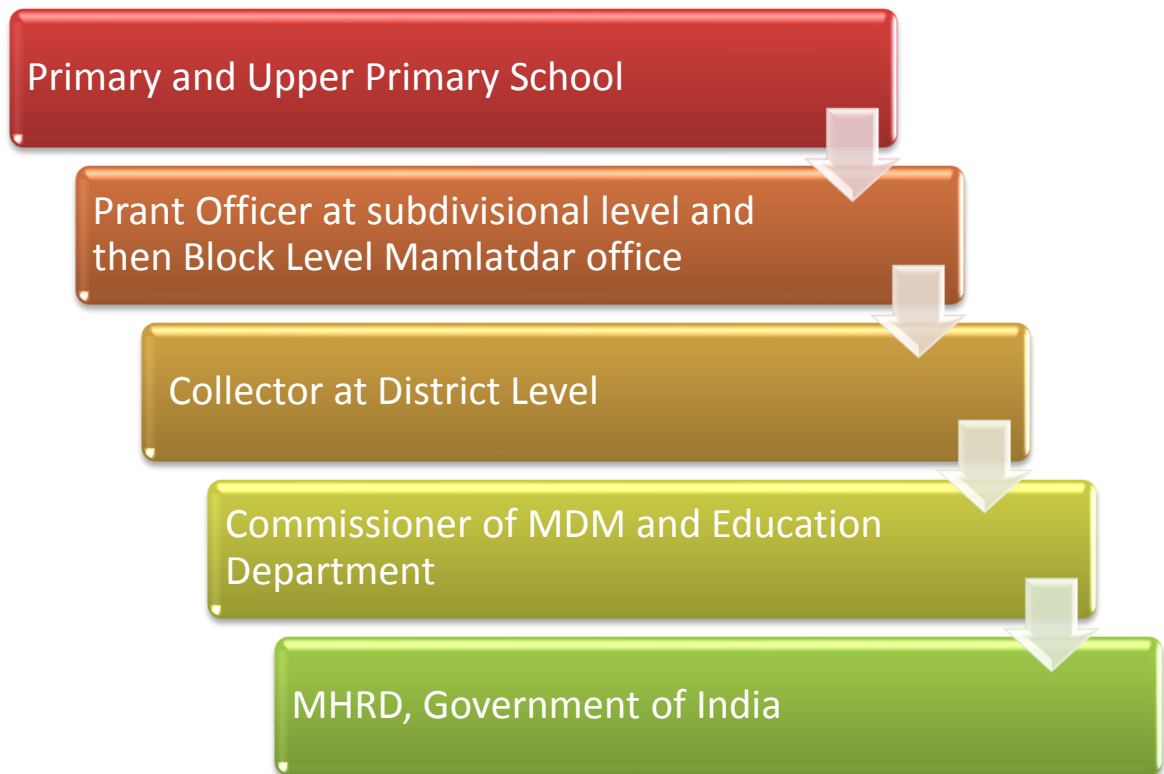 Primary and Upper Primary School
Prant Officer at subdivisional level and
then Block Level Mamlatdar office
Collector at District Level
Commissioner of MDM and Education
Department
MHRD, Government of India